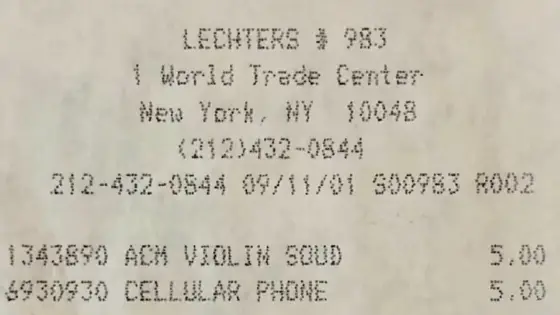 LECHTERS # 983
1 World Trade Center
New York, NY 10048
(212)432-0844
212-432-0844 09/11/01 S00983 R002
1343890 ACM VIOLIN SOUD 5.00
6930930 CELLULAR PHONE 5.00